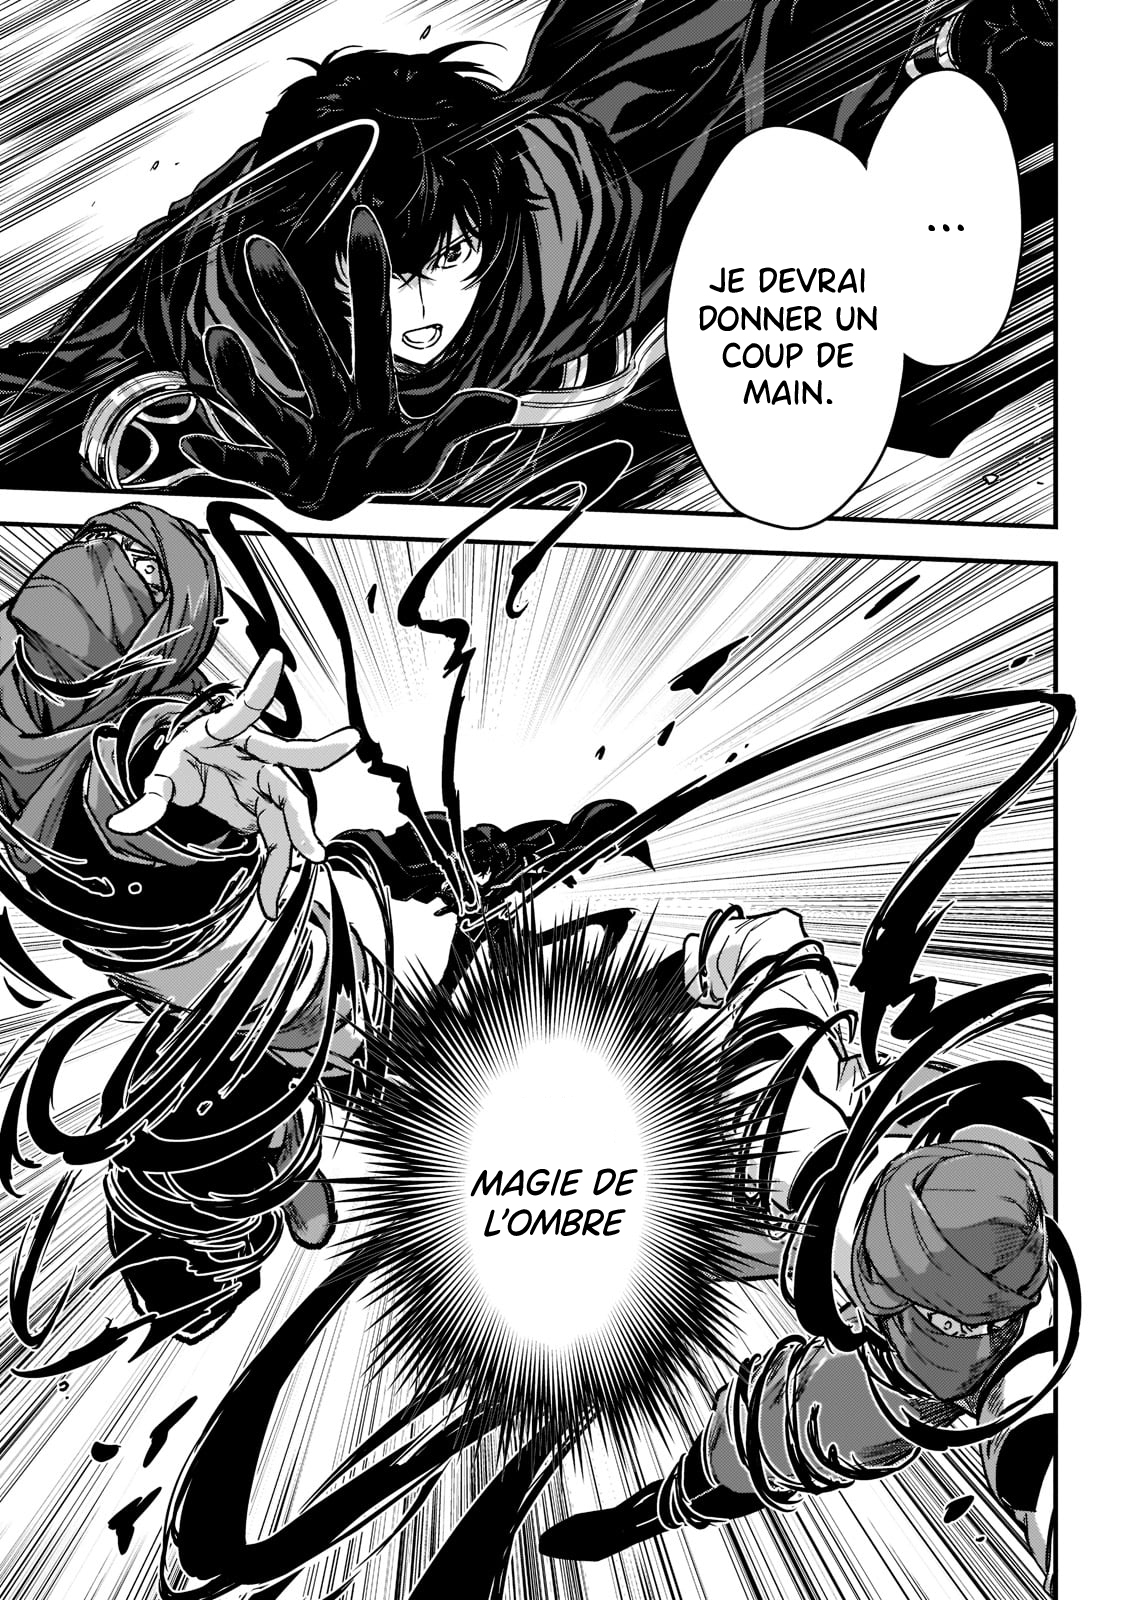 ...
JE DEVRAI
DONNER UN
COUP DE
MAIN.
MAGIE DE
L'OMBRE